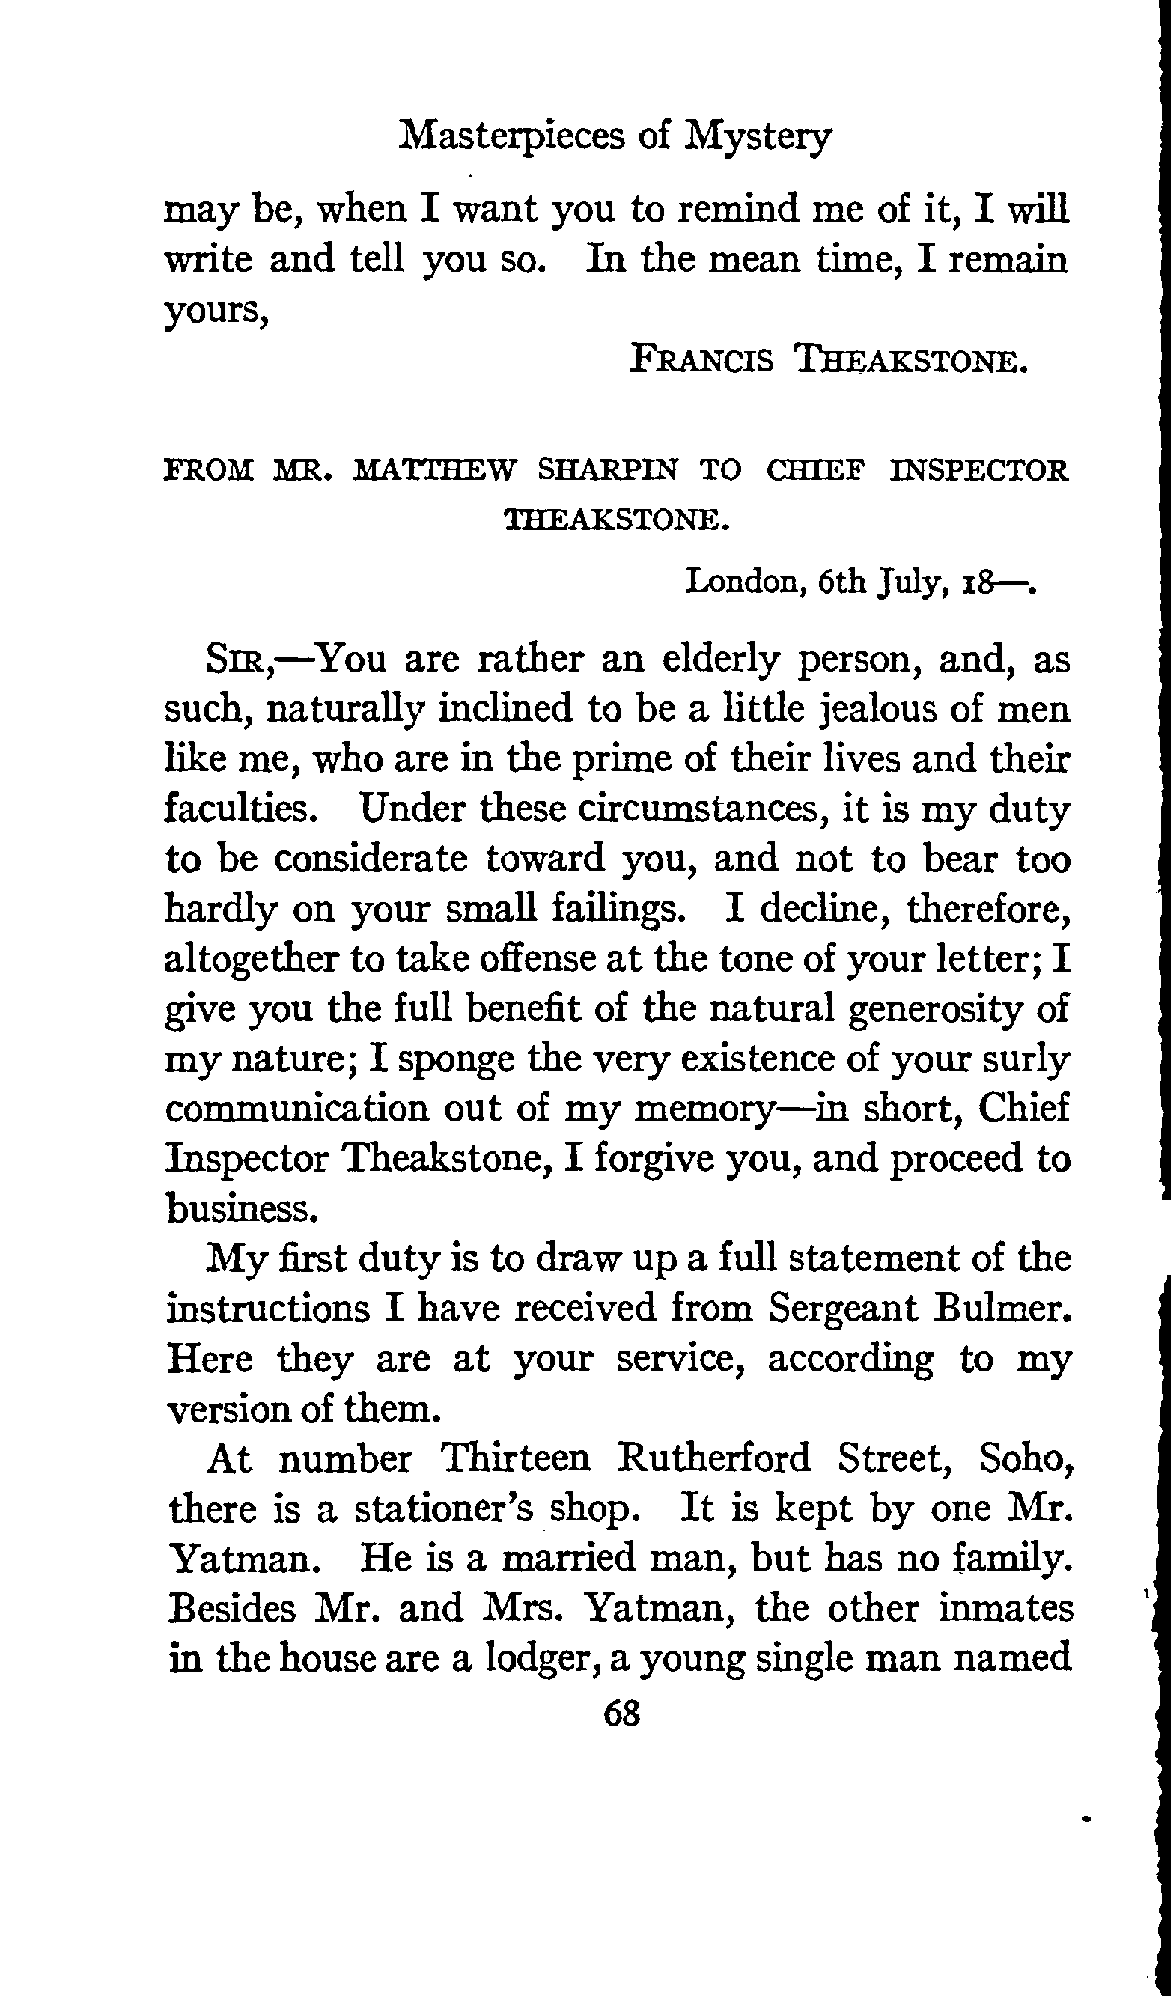 Masterpieces of Mystery
may be, when I want you to remind me of it, I will
write and tell you so. In the mean time, I remain
yours,
FRANCIS THEAKSTONE.
FROM MR. MATTHEW SHARPIN TO CHIEF INSPECTOR
THEAKSTONE.
London, 6th July, 18—.
SIR,—You are rather an elderly person, and, as
such, naturally inclined to be a little jealous of men
like me, who are in the prime of their lives and their
faculties. Under these circumstances, it is my duty
to be considerate toward you, and not to bear too
hardly on your small failings. I decline, therefore,
altogether to take offense at the tone of your letter; I
give you the full benefit of the natural generosity of
my nature; I sponge the very existence of your surly
communication out of my memory—in short, Chief
Inspector Theakstone, I forgive you, and proceed to
business.
My first duty is to draw up a full statement of the
instructions I have received from Sergeant Bulmer.
Here they are at your service, according to my
version of them.
At number Thirteen Rutherford Street, Soho,
there is a stationer's shop. It is kept by one Mr.
Yatman. He is a married man, but has no family.
Besides Mr. and Mrs. Yatman, the other inmates
in the house are a lodger, a young single man named
68